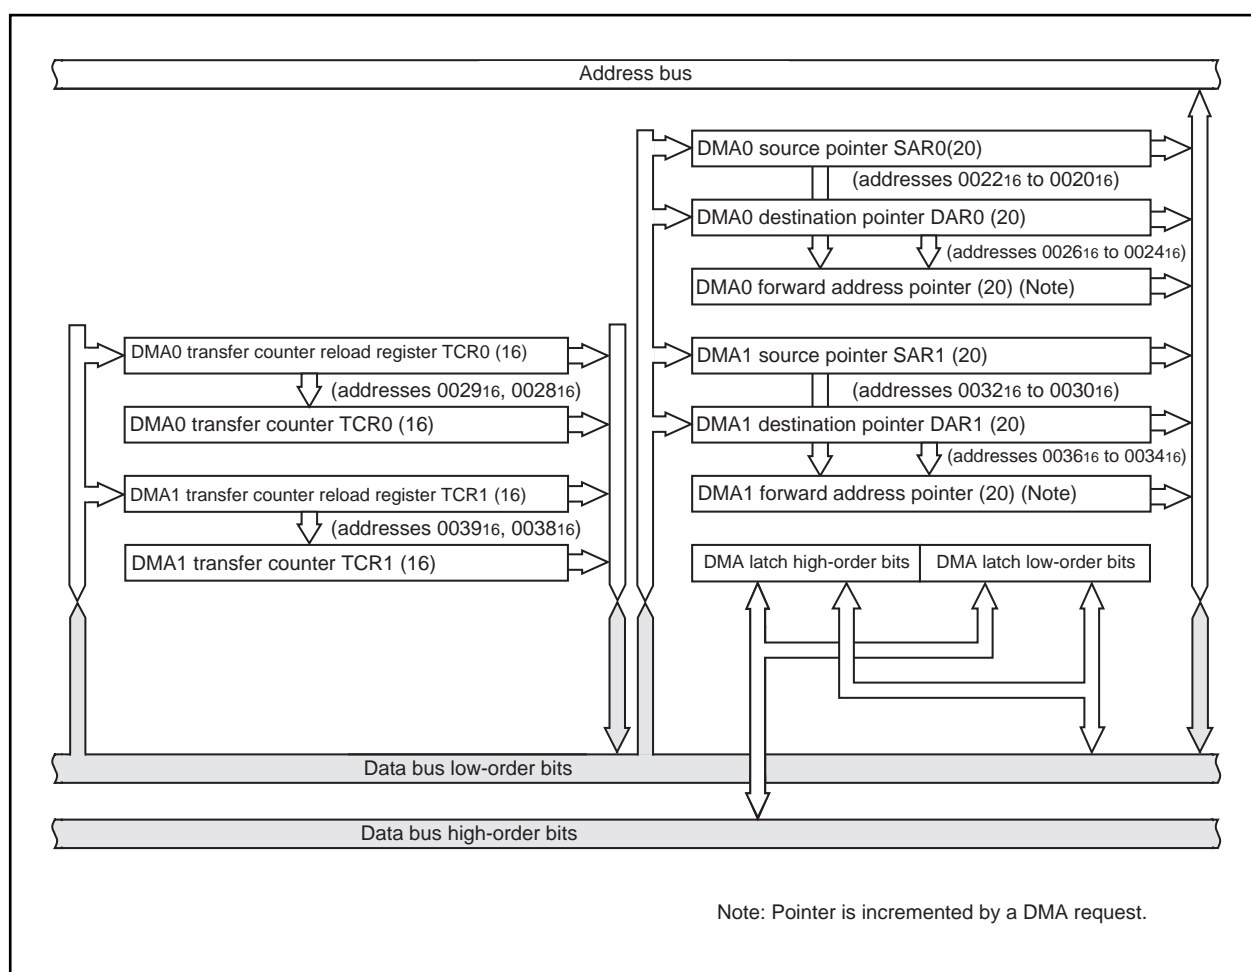 Address bus
DMA0 source pointer SAR0(20)
(addresses 002216 to 002016)
DMA0 destination pointer DAR0 (20)
(addresses 002616 to 002416)
DMA0 forward address pointer (20) (Note)
DMA0 transfer counter reload register TCR0 (16)
(addresses 002916, 002816)
DMA0 transfer counter TCR0 (16)
DMA1 transfer counter reload register TCR1 (16)
(addresses 003916, 003816)
DMA1 transfer counter TCR1 (16)
DMA1 source pointer SAR1 (20)
(addresses 003216 to 003016)
DMA1 destination pointer DAR1 (20)
(addresses 003616 to 003416)
DMA1 forward address pointer (20) (Note)
DMA latch high-order bits
DMA latch low-order bits
Data bus low-order bits
Data bus high-order bits
Note: Pointer is incremented by a DMA request.